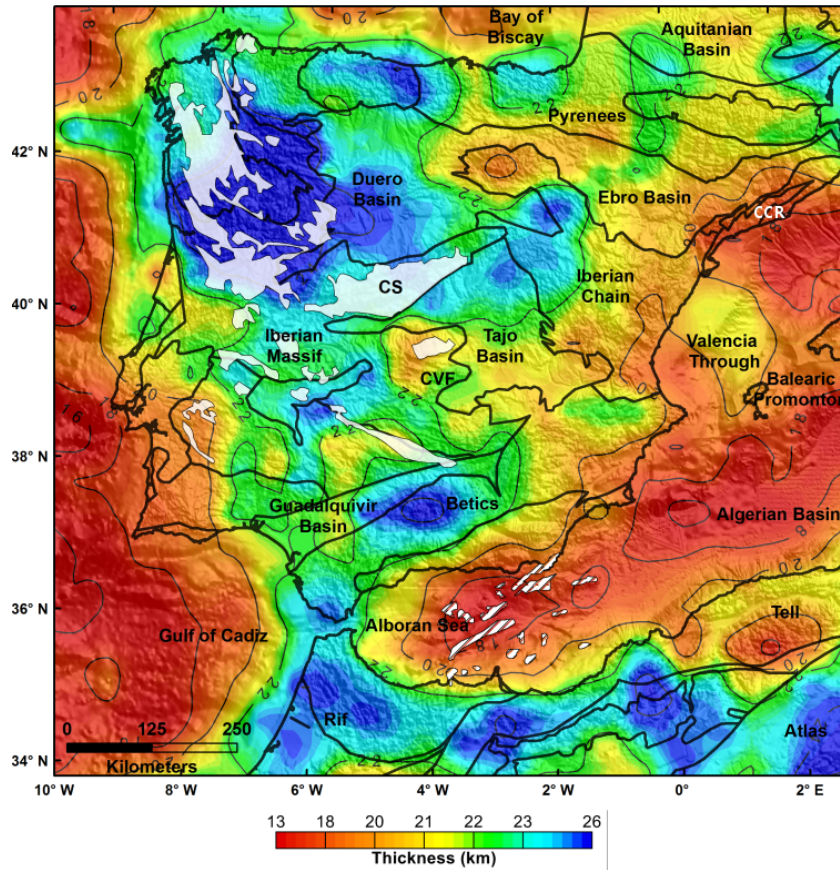 Bay of
Biscay
Aquitanian
Basin
Pyrenees
42° N
Duero
Basin
Ebro Basin
CCR
CS
Iberian
Chain
40° N
Iberian
Massif
Tajo
Basin
Valencia
Through
CVF
Balearic
Promontor
38° N
Guadalquivir
Basin
Betics
Algerian Basin
36° N
Gulf of Cadiz
Alboran Sea
Tell
Rif
Atlas
0 125 250
Kilometers
34° N
10° W 8° W 6° W 4° W 2° W 0° 2° E
13 18 20 21 22 23 26
Thickness (km)